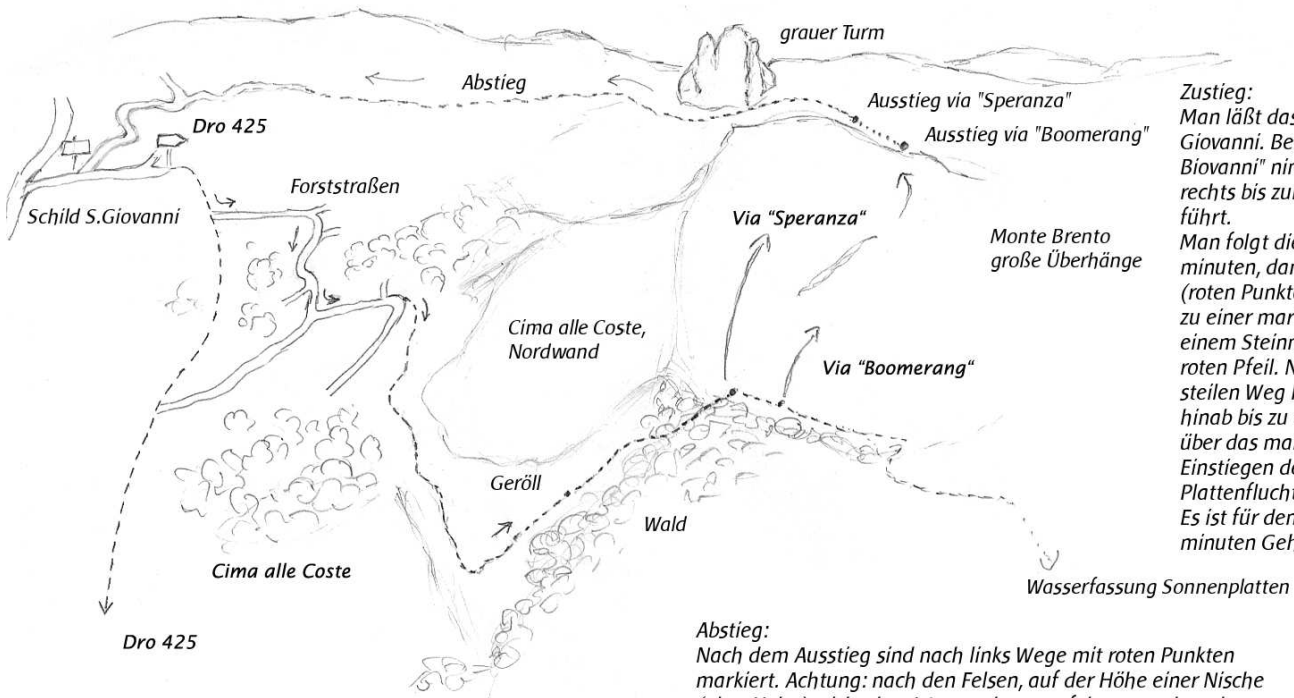 grauer Turm
Abstieg
Ausstieg via "Speranza"
Dro 425
Ausstieg via "Boomerang"
Forststraßen
Schild S.Giovanni
Via "Speranza"
Monte Brento
große Überhänge
Cima alle Coste,
Nordwand
Via "Boomerang"
Geröll
Wald
Cima alle Coste
Wasserfassung Sonnenplatten
Dro 425
Zustieg:
Man läßt das
Giovanni. Be
Biovanni" nin
rechts bis zu
führt.
Man folgt die
minuten, dar
(roten Punkte
zu einer mar
einem Steinn
roten Pfeil. N
steilen Weg
hinab bis zu
über das ma
Einstiegen de
Plattenflucht
Es ist für den
minuten Geh
Abstieg:
Nach dem Ausstieg sind nach links Wege mit roten Punkten
markiert. Achtung: nach den Felsen, auf der Höhe einer Nische